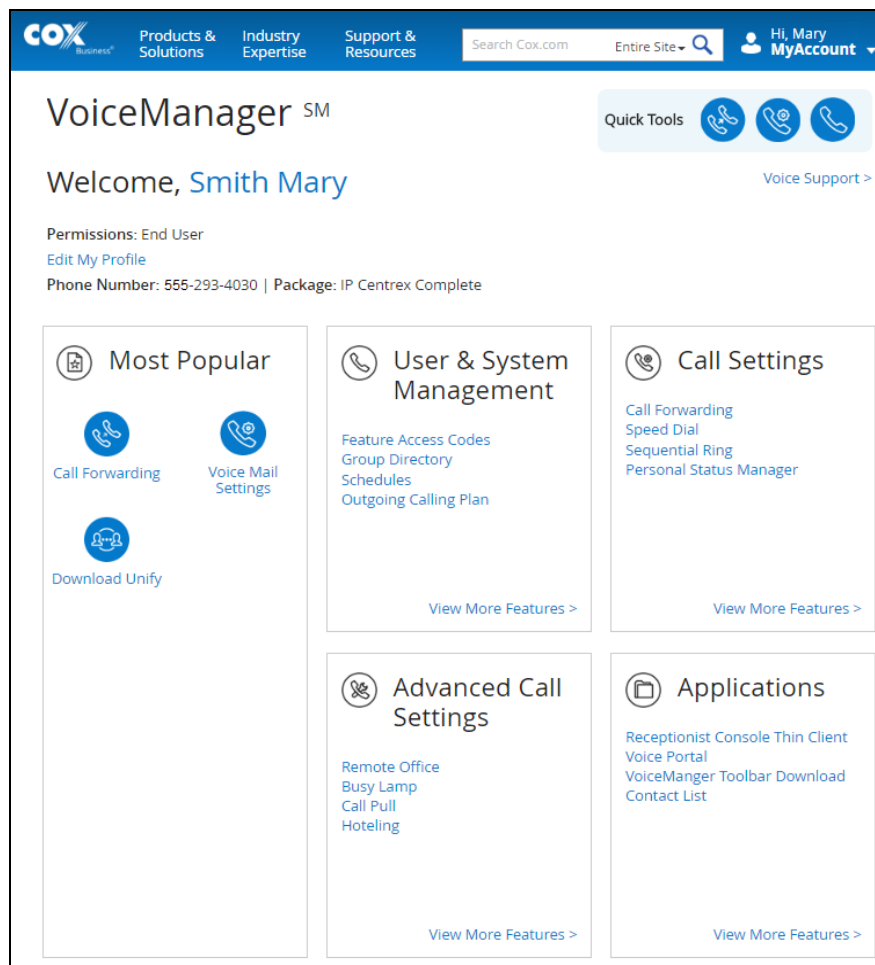 COX
Business®
Products &
Solutions
Industry
Expertise
Support &
Resources
Search Cox.com
Entire Site
Hi, Mary
MyAccount
VoiceManager SM
Quick Tools
Welcome, Smith Mary
Voice Support >
Permissions: End User
Edit My Profile
Phone Number: 555-293-4030 | Package: IP Centrex Complete
Most Popular
Call Forwarding
Voice Mail
Settings
Download Unify
User & System
Management
Feature Access Codes
Group Directory
Schedules
Outgoing Calling Plan
View More Features >
Call Settings
Call Forwarding
Speed Dial
Sequential Ring
Personal Status Manager
View More Features >
Advanced Call
Settings
Remote Office
Busy Lamp
Call Pull
Hoteling
View More Features >
Applications
Receptionist Console Thin Client
Voice Portal
VoiceManger Toolbar Download
Contact List
View More Features >